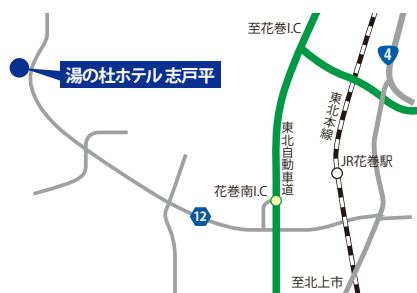 至花巻I.C
4
湯の杜ホテル 志戸平
東北本線
東北自動車道
JR花巻駅
花巻南I.C
12
至北上市